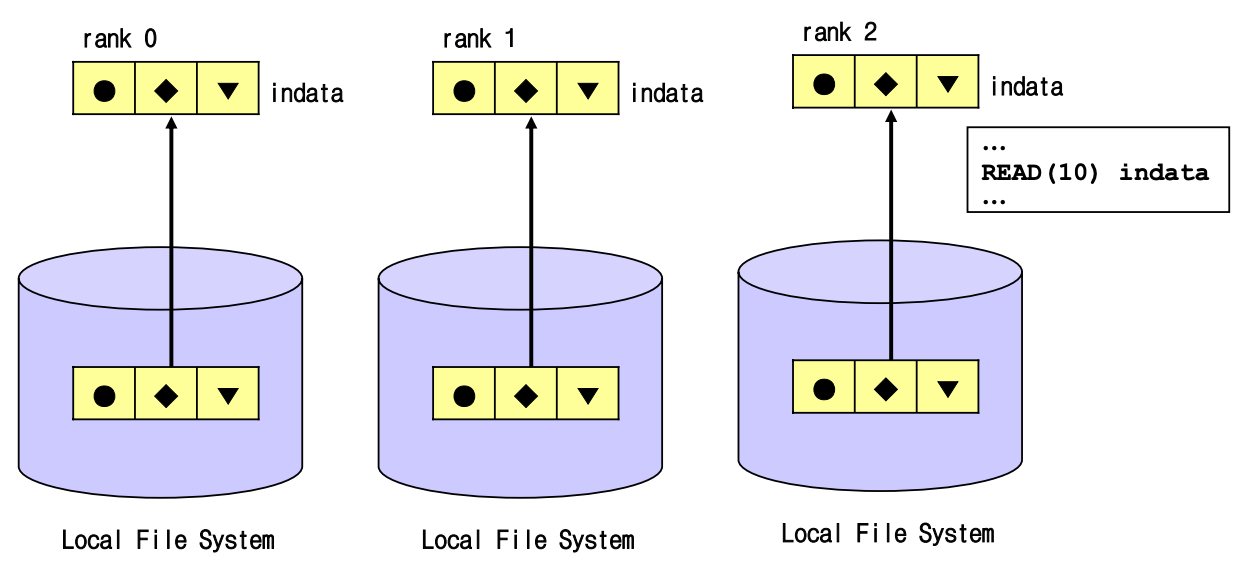 rank 0
indata
rank 1
indata
rank 2
indata
...
READ(10) indata
...
Local File System
Local File System
Local File System